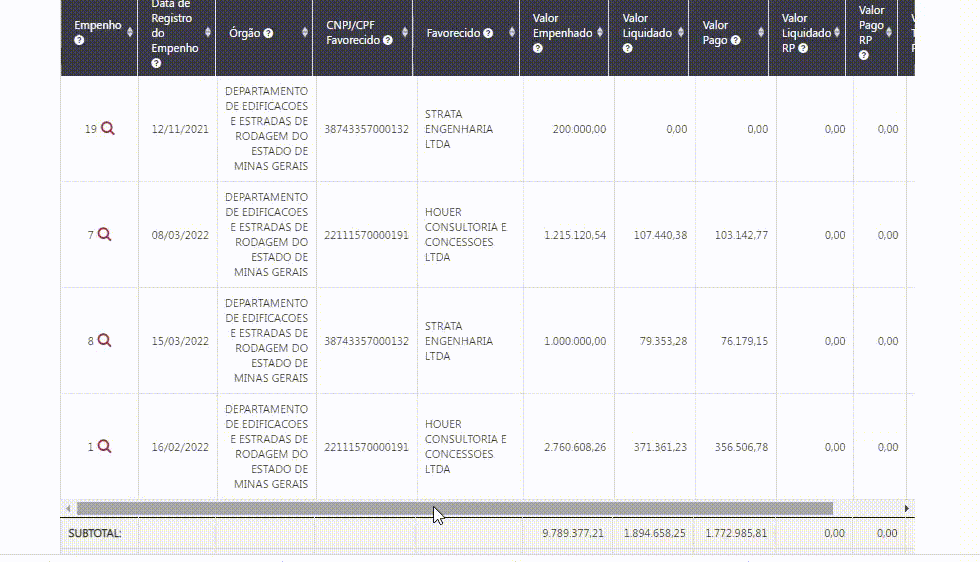 Empenho
Data de
Registro
do
Empenho
Órgão
CNPJ/CPF
Favorecido
Favorecido
Valor
Empenhado
Valor
Liquidado
Valor
Pago
Valor
Liquidado
RP
Valor
Pago
RP
19
12/11/2021
DEPARTAMENTO
DE EDIFICACOES
E ESTRADAS DE
RODAGEM DO
ESTADO DE
MINAS GERAIS
38743357000132
STRATA
ENGENHARIA
LTDA
200.000,00
0,00
0,00
0,00
0,00
7
08/03/2022
DEPARTAMENTO
DE EDIFICACOES
E ESTRADAS DE
RODAGEM DO
ESTADO DE
MINAS GERAIS
22111570000191
HOUER
CONSULTORIA E
CONCESSOES
LTDA
1.215.120,54
107.440,38
103.142,77
0,00
0,00
8
15/03/2022
DEPARTAMENTO
DE EDIFICACOES
E ESTRADAS DE
RODAGEM DO
ESTADO DE
MINAS GERAIS
38743357000132
STRATA
ENGENHARIA
LTDA
1.000.000,00
79.353,28
76.179,15
0,00
0,00
1
16/02/2022
DEPARTAMENTO
DE EDIFICACOES
E ESTRADAS DE
RODAGEM DO
ESTADO DE
MINAS GERAIS
22111570000191
HOUER
CONSULTORIA E
CONCESSOES
LTDA
2.760.608,26
371.361,23
356.506,78
0,00
0,00
SUBTOTAL:
9.789.377,21
1.894.658,25
1.772.985,81
0,00
0,00